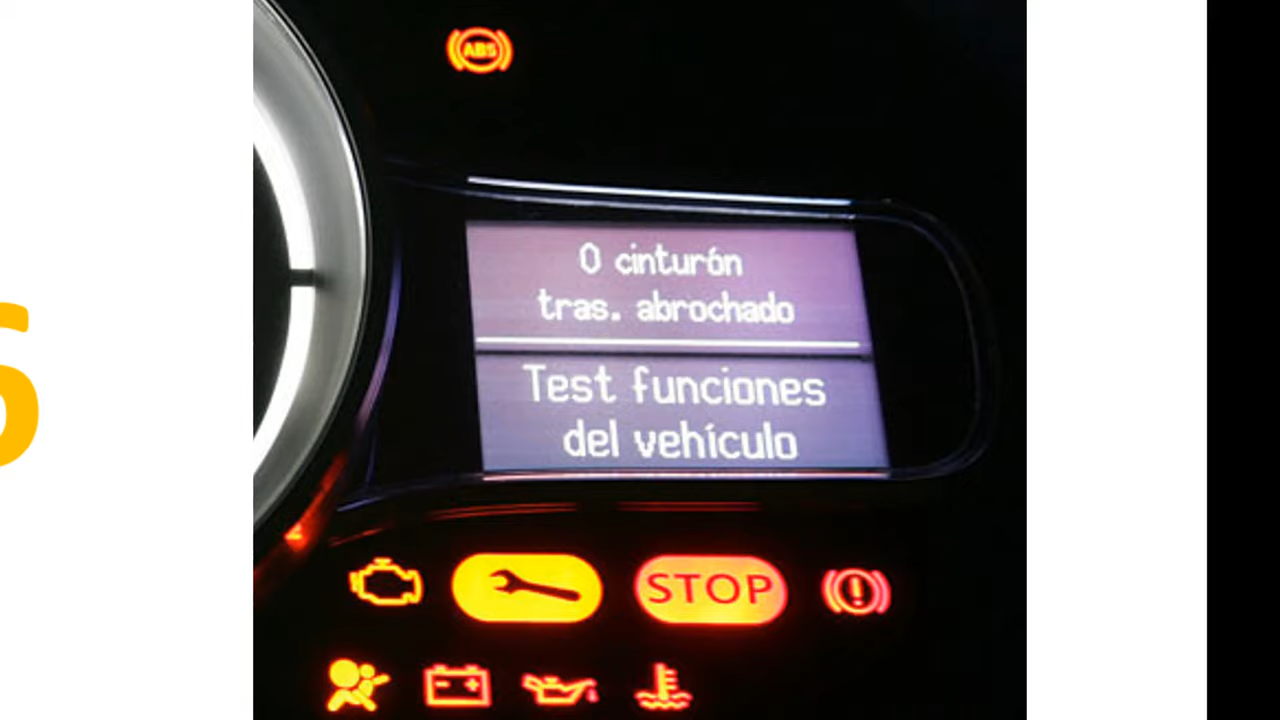 ABS
0 cinturón
tras. abrochado
Test funciones
del vehículo
STOP